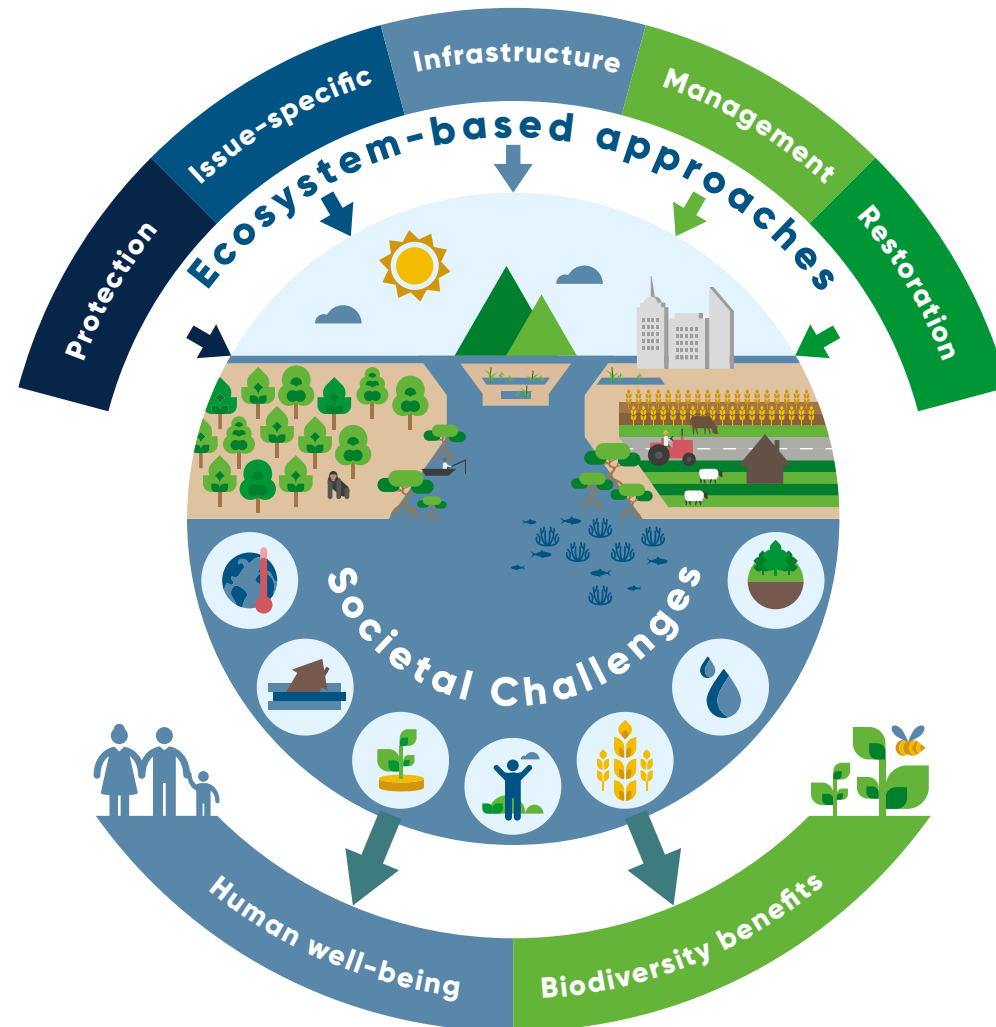 Protection
Issue-specific
Infrastructure
Management
Restoration
Ecosystem-based approaches
Societal Challenges
Human well-being
Biodiversity benefits